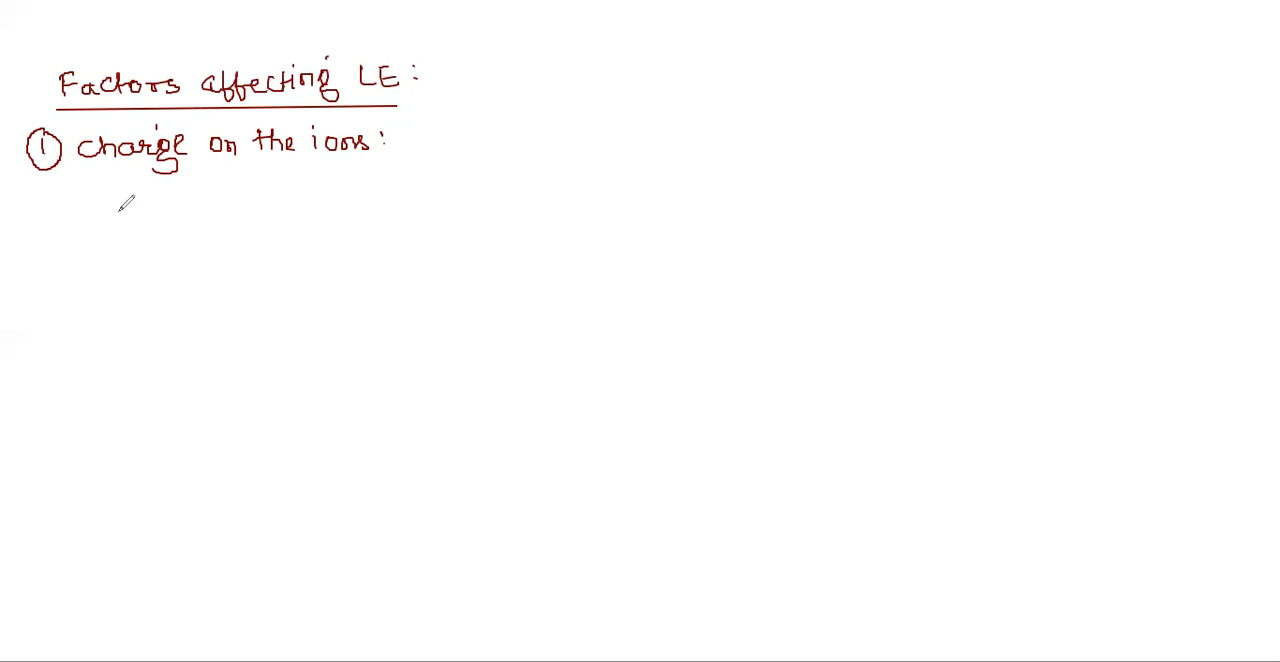 Factors affecting LE:
① Charge on the ions: